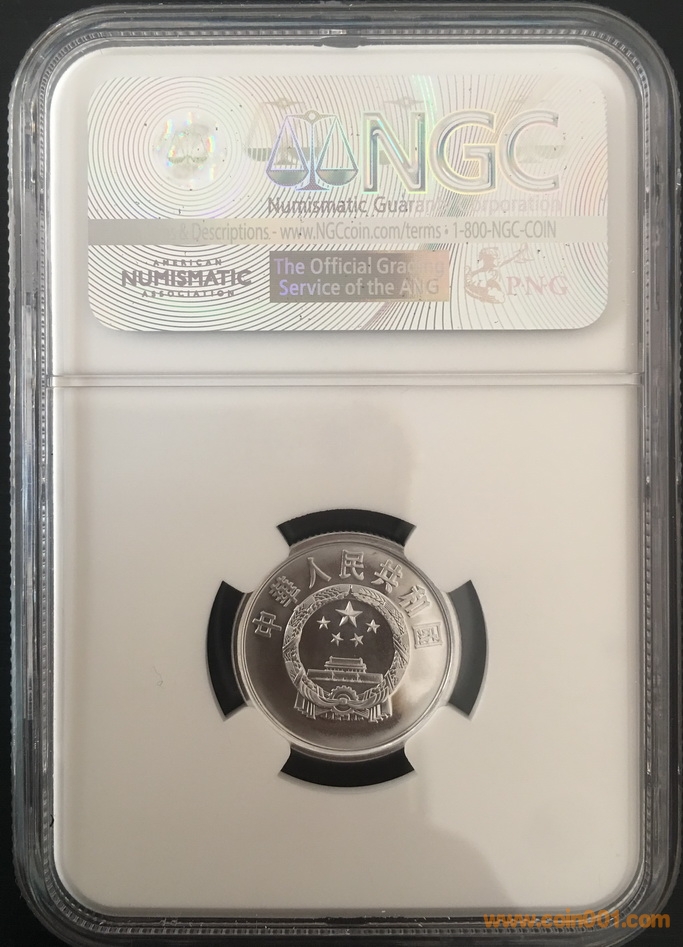 NGC
Numismatic Guaran Corporation
& Descriptions - www.NGCcoin.com/terms • 1-800-NGC-COIN
AMERICAN
NUMISMATIC
ASSOCIATION
The Official Grading
Service of the ANG
PNG
中華人民共和國
www.coin001.com